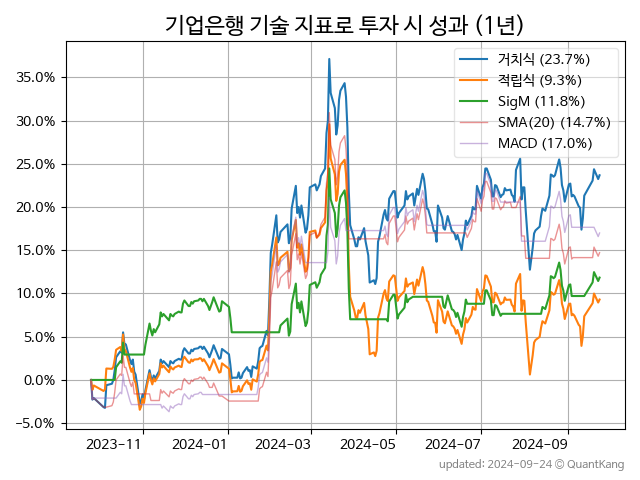 기업은행 기술 지표로 투자 시 성과 (1년)
거치식 (23.7%)
적립식 (9.3%)
SigM (11.8%)
SMA(20) (14.7%)
MACD (17.0%)
35.0%
30.0%
25.0%
20.0%
15.0%
10.0%
5.0%
0.0%
−5.0%
2023-11
2024-01
2024-03
2024-05
2024-07
2024-09
updated: 2024-09-24 © QuantKang